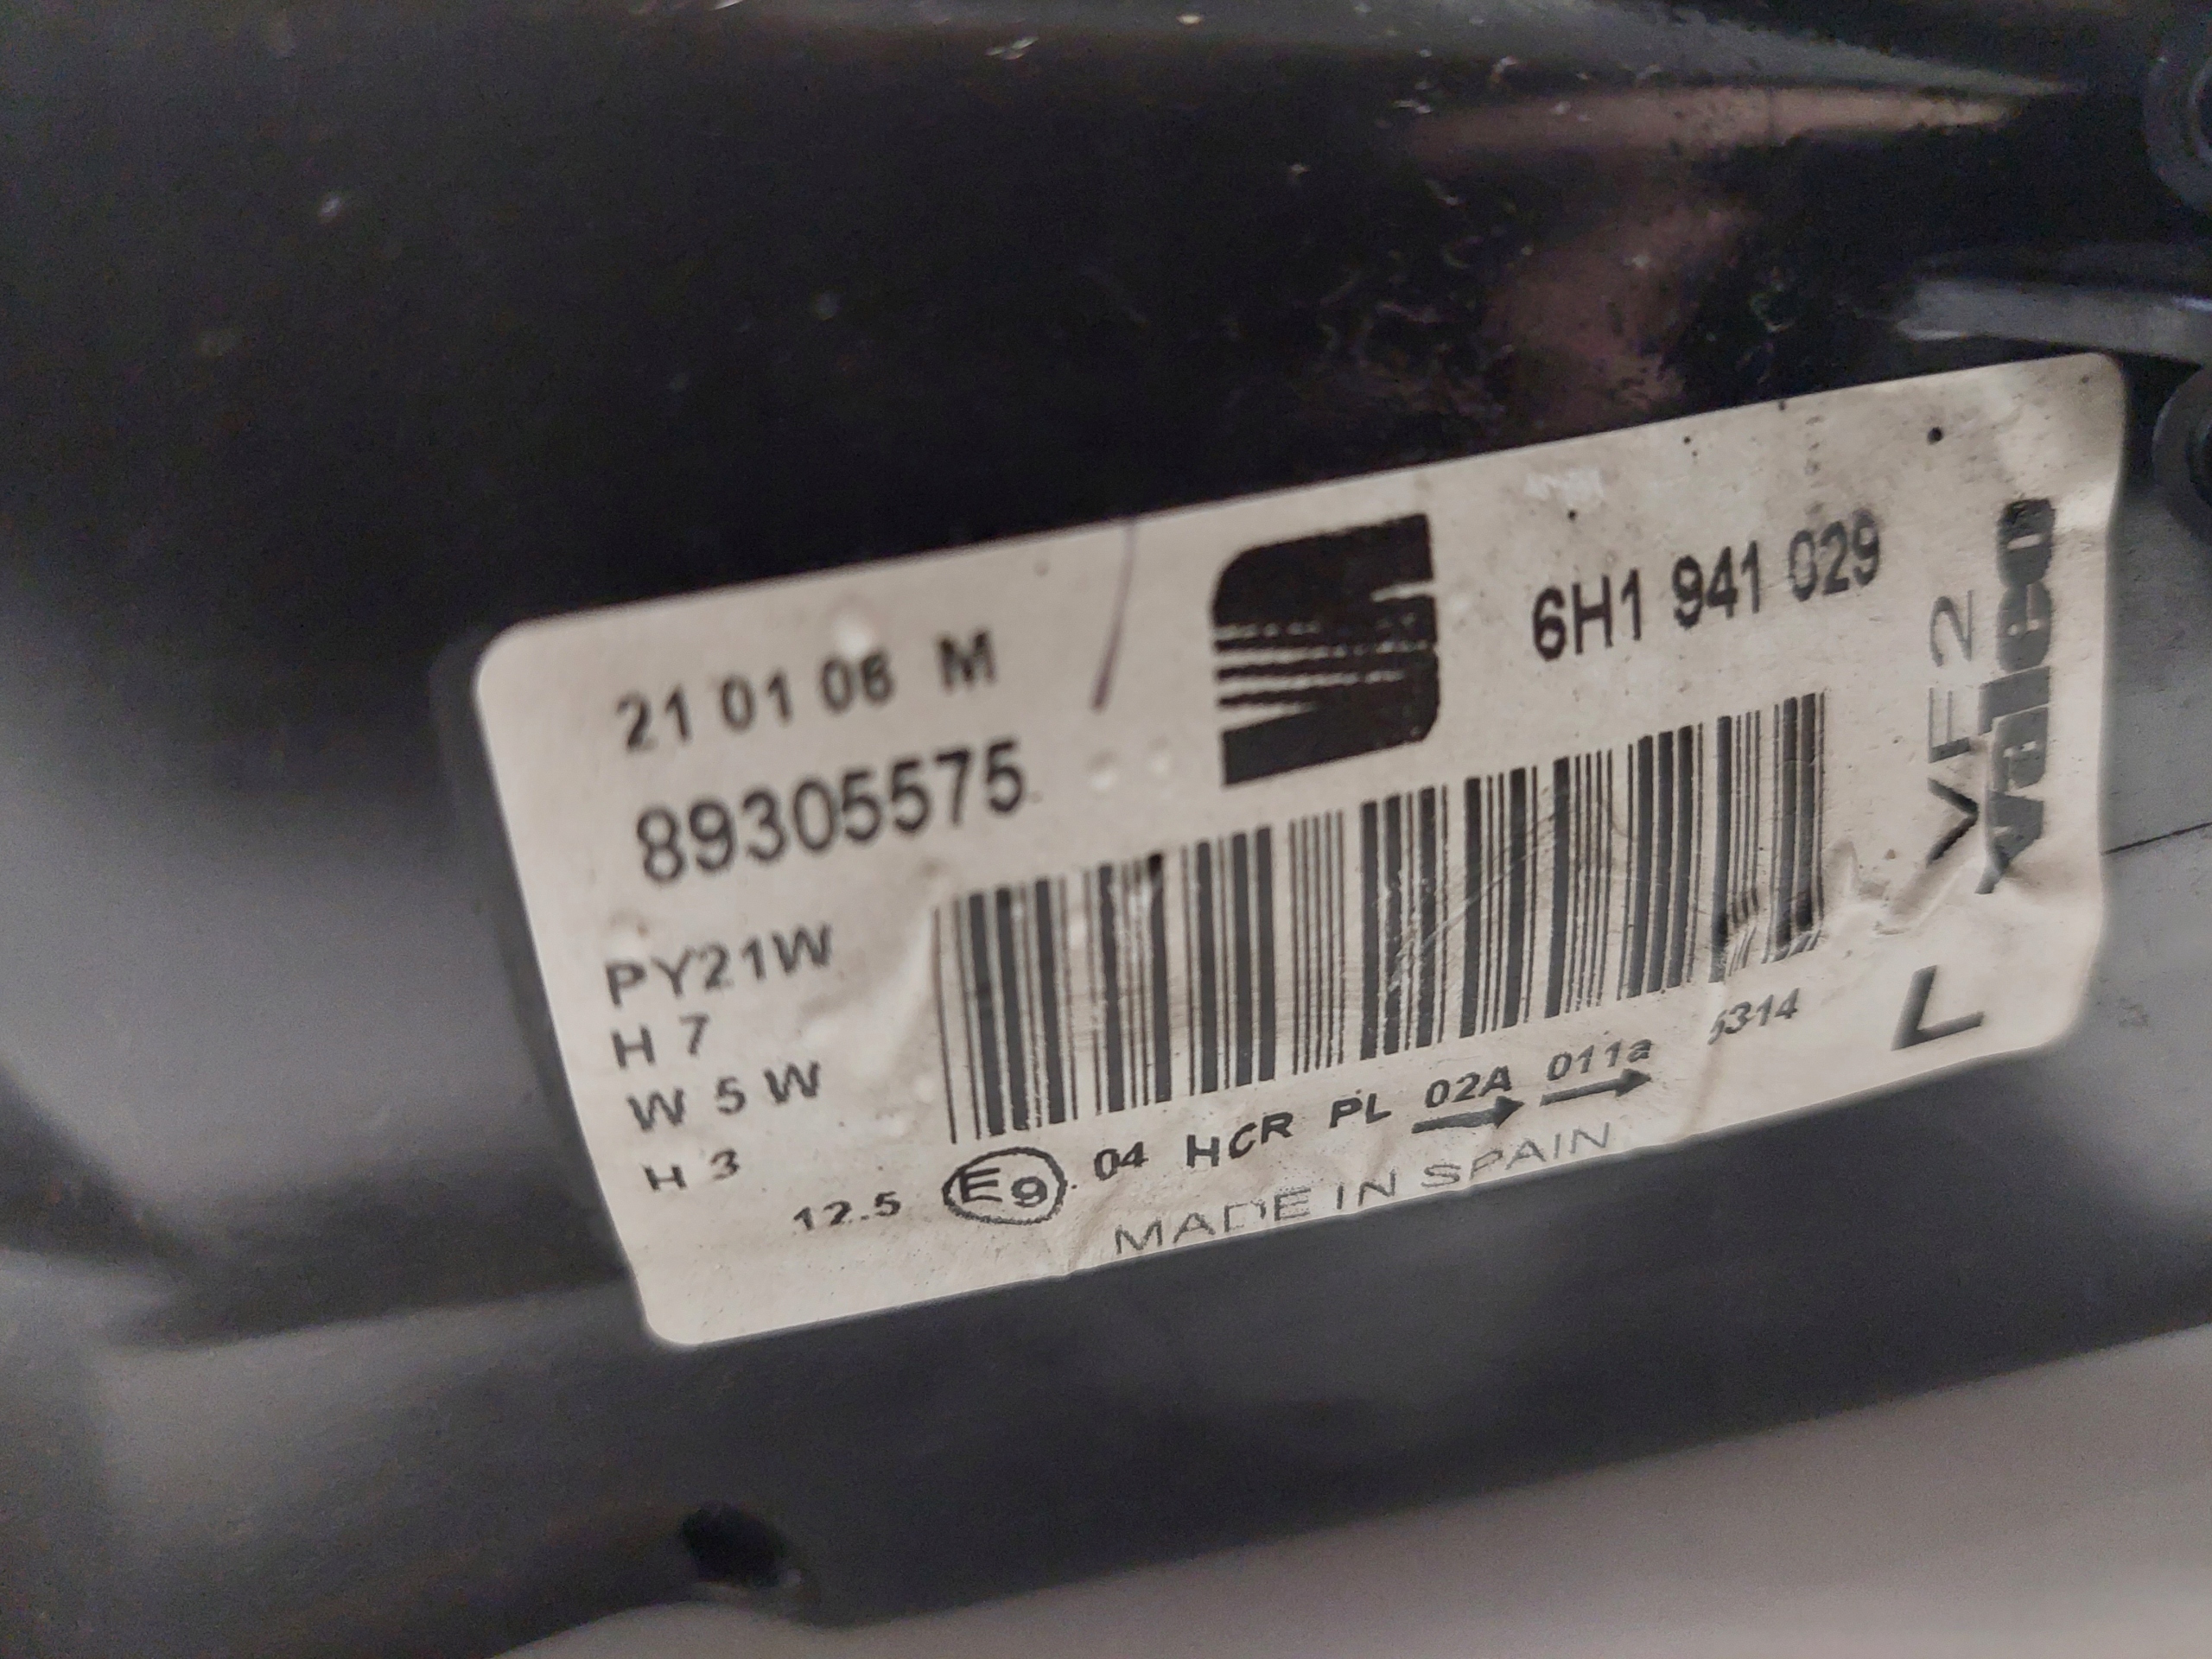 21 01 06 M
6H1 941 029
89305575
VF2
valeo
PY21W
H 7
W 5 W
H 3
L
12.5 E9 04 HCR PL 02A 011a 5314
MADE IN SPAIN